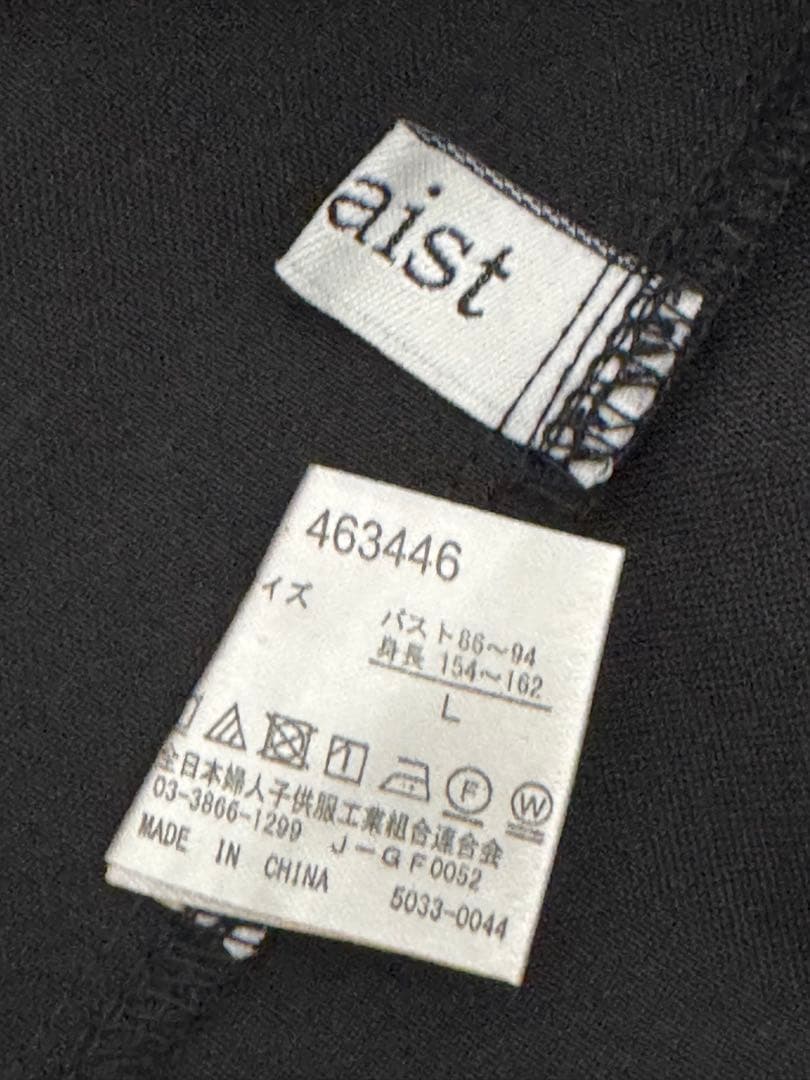 aist
463446
イズ
バスト86〜94
身長 154〜162
L
F
W
全日本婦人子供服工業組合連合会
03-3866-1299 J－GF0052
MADE IN CHINA 5033-0044